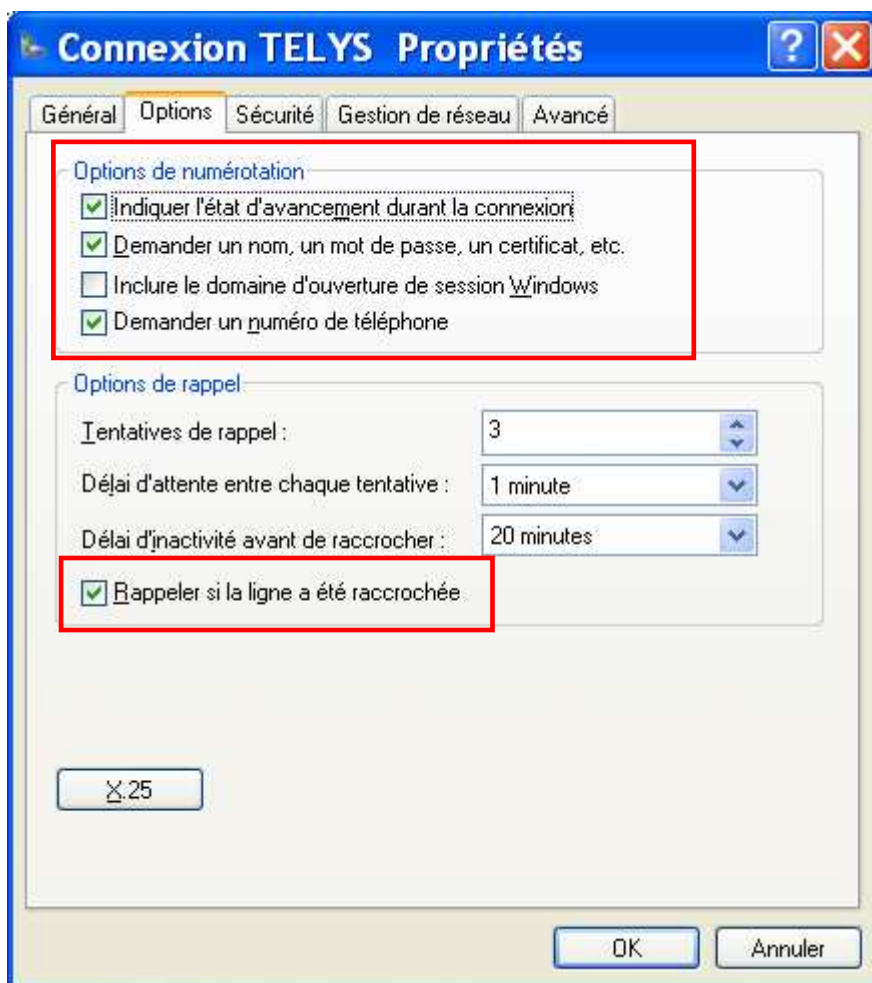 Connexion TELYS Propriétés
Général Options Sécurité Gestion de réseau Avancé
Options de numérotation
Indiquer l'état d'avancement durant la connexion
Demander un nom, un mot de passe, un certificat, etc.
Inclure le domaine d'ouverture de session Windows
Demander un numéro de téléphone
Options de rappel
Tentatives de rappel : 3
Délai d'attente entre chaque tentative : 1 minute
Délai d'inactivité avant de raccrocher : 20 minutes
Rappeler si la ligne a été raccrochée
X.25
OK Annuler